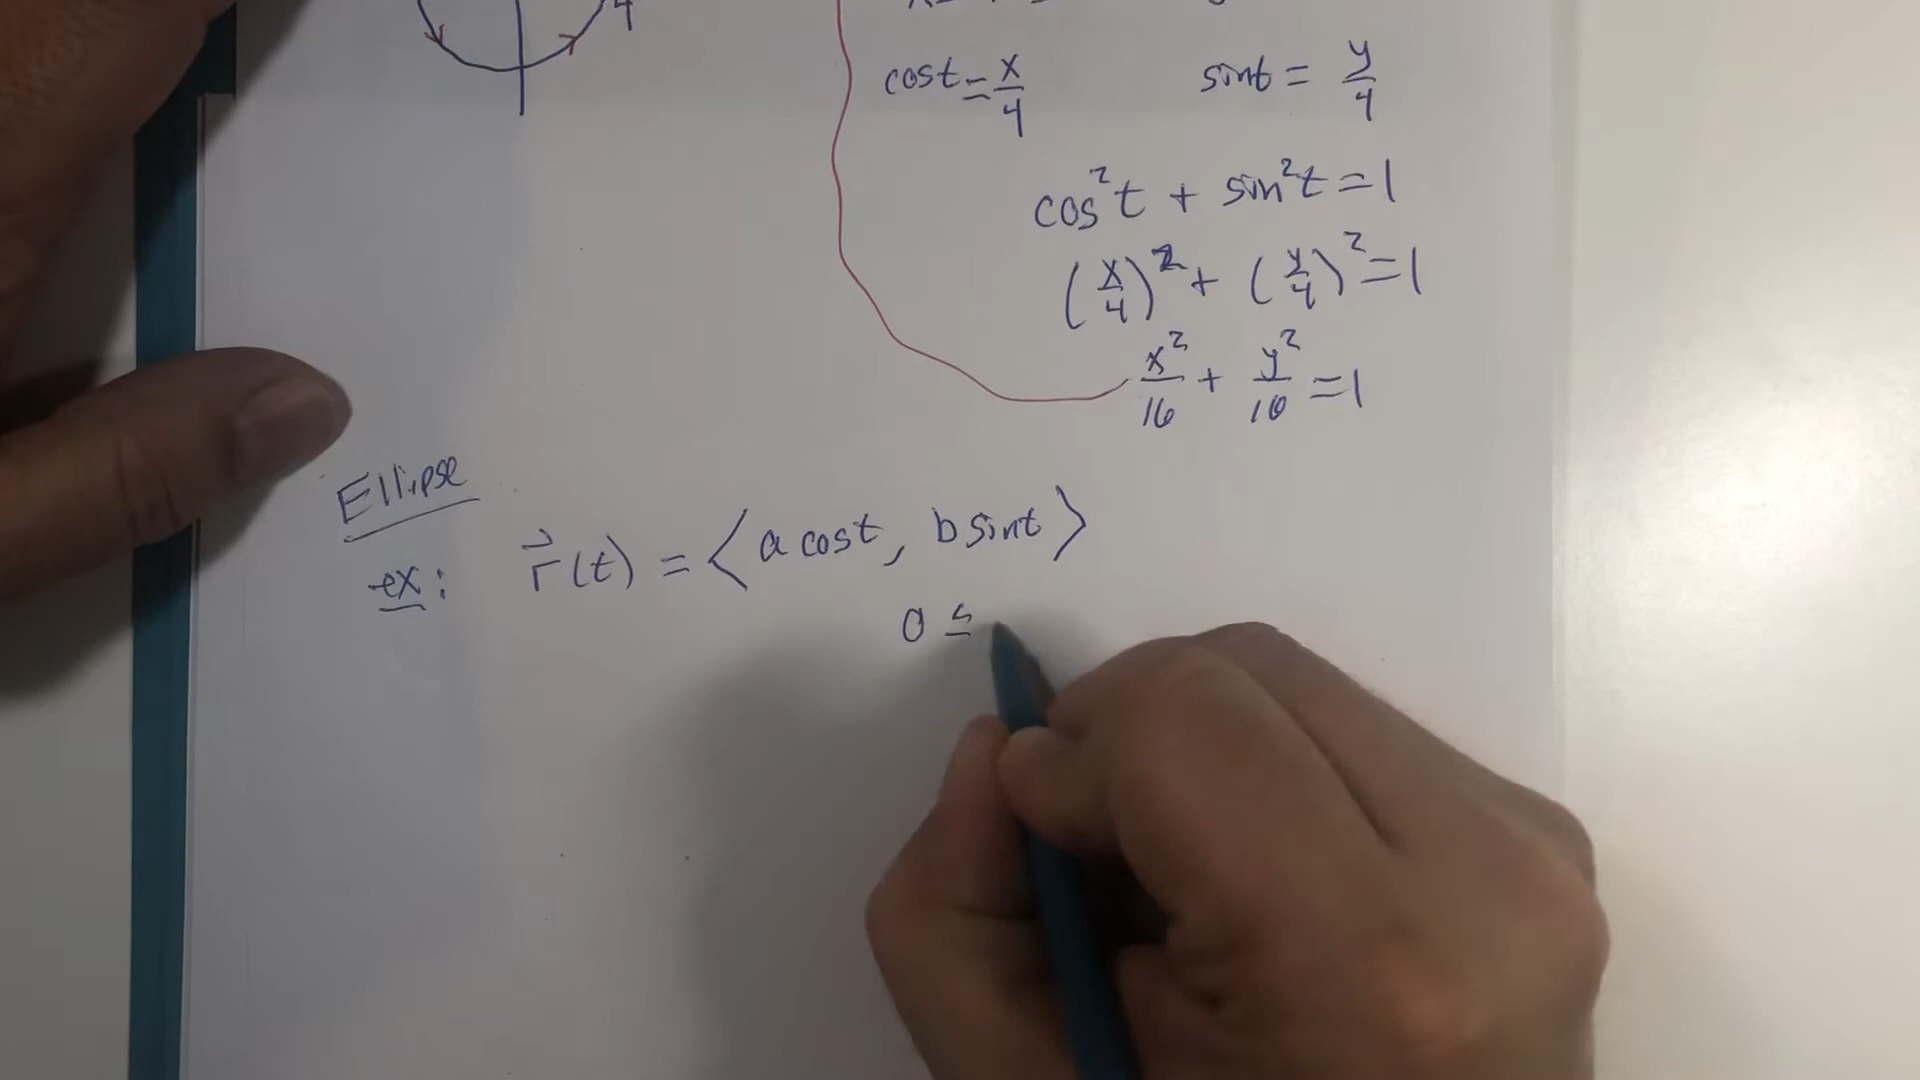 4
cost = x/4 sint = y/4
cos²t + sin²t = 1
(x/4)² + (y/4)² = 1
x²/16 + y²/16 = 1
Ellipse
ex: r⃗(t) = ⟨a cost, b sint⟩
0 ≤